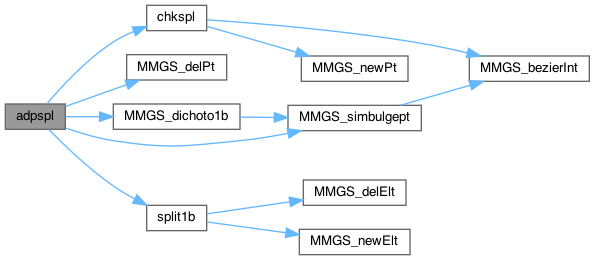 adpspl
chkspl
MMGS_delPt
MMGS_dichoto1b
split1b
MMGS_newPt
MMGS_simbulgept
MMGS_delElt
MMGS_newElt
MMGS_bezierInt